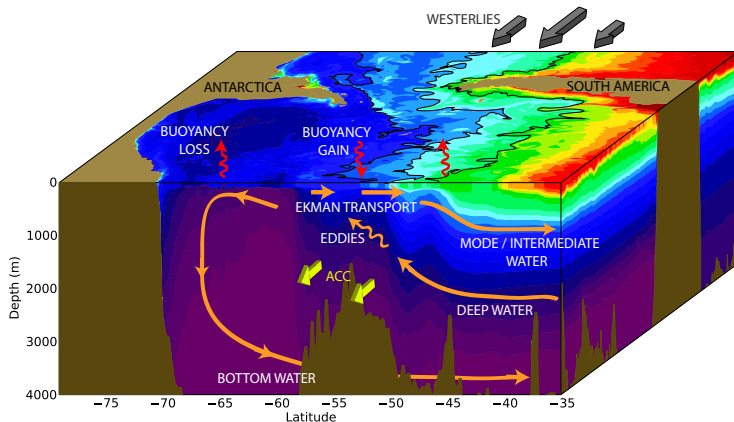 WESTERLIES
ANTARCTICA
SOUTH AMERICA
BUOYANCY
LOSS
BUOYANCY
GAIN
0
EKMAN TRANSPORT
1000
EDDIES
MODE / INTERMEDIATE
WATER
ACC
2000
DEEP WATER
3000
BOTTOM WATER
4000
Depth (m)
−75
−70
−65
−60
−55
−50
−45
−40
−35
Latitude